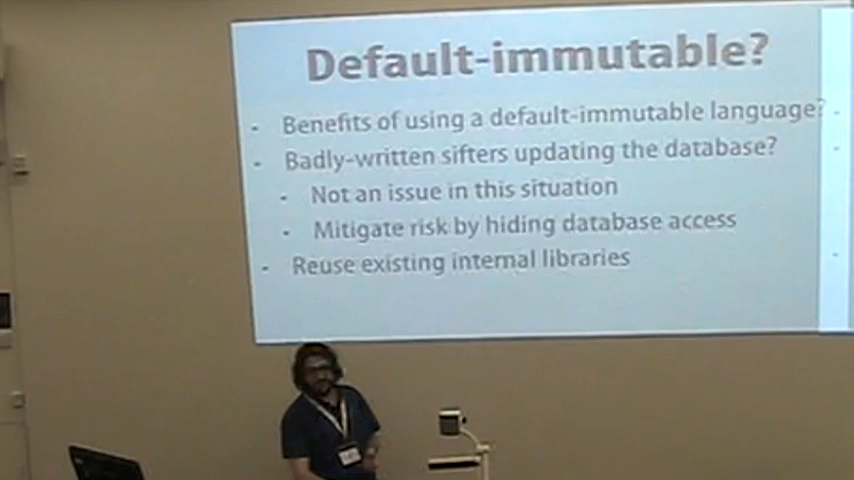 Default-immutable?
- Benefits of using a default-immutable language?
- Badly-written sifters updating the database?
- Not an issue in this situation
- Mitigate risk by hiding database access
- Reuse existing internal libraries